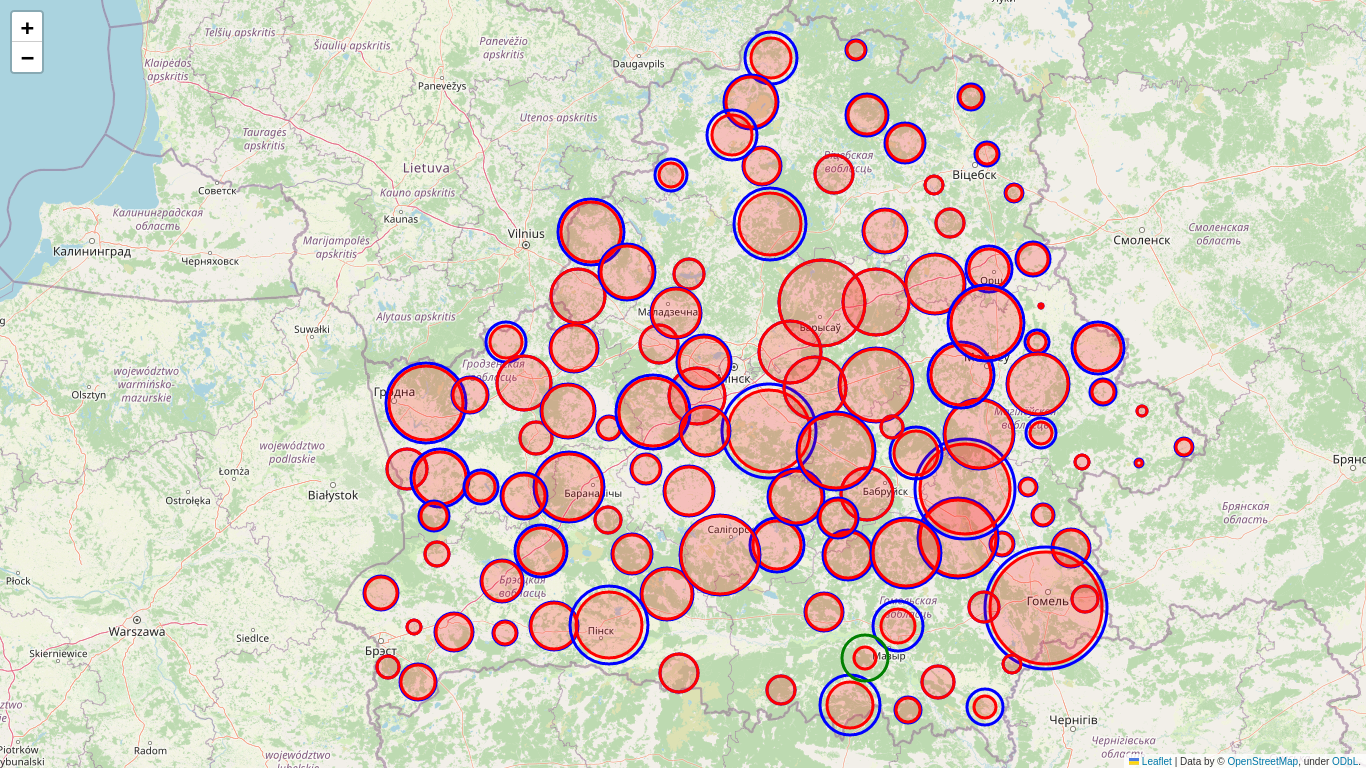 +
−
Луки
Telšių apskritis
Šiaulių apskritis
Panevėžio
apskritis
Klaipėdos
apskritis
Daugavpils
Panevėžys
Utenos apskritis
Tauragės
apskritis
Lietuva
Віцебская
вобласць
Віцебск
Советск
Kauno apskritis
Калининградская
область
Kaunas
Vilnius
Смоленск
Смоленская
область
Marijampolės
apskritis
Калининград
Черняховск
Орша
Alytaus apskritis
Маладзечна
Барысаў
Suwałki
Гродзенская
вобласць
Мінск
województwo
warmińsko-
mazurskie
Olsztyn
Гродна
Магілёўская
вобласць
województwo
podlaskie
Łomża
Брянс
Białystok
Ostrołęka
Баранавічы
Бабруйск
Брянская
область
Салігорск
Płock
Брэсцкая
вобласць
Гомельская
вобласць
Гомель
Warszawa
Siedlce
Пінск
Skierniewice
Брэст
Мазыр
Чернігів
Piotrków
Trybunalski
Radom
województwo
lubelskie
Чернігівська
область
Leaflet | Data by © OpenStreetMap, under ODbL.